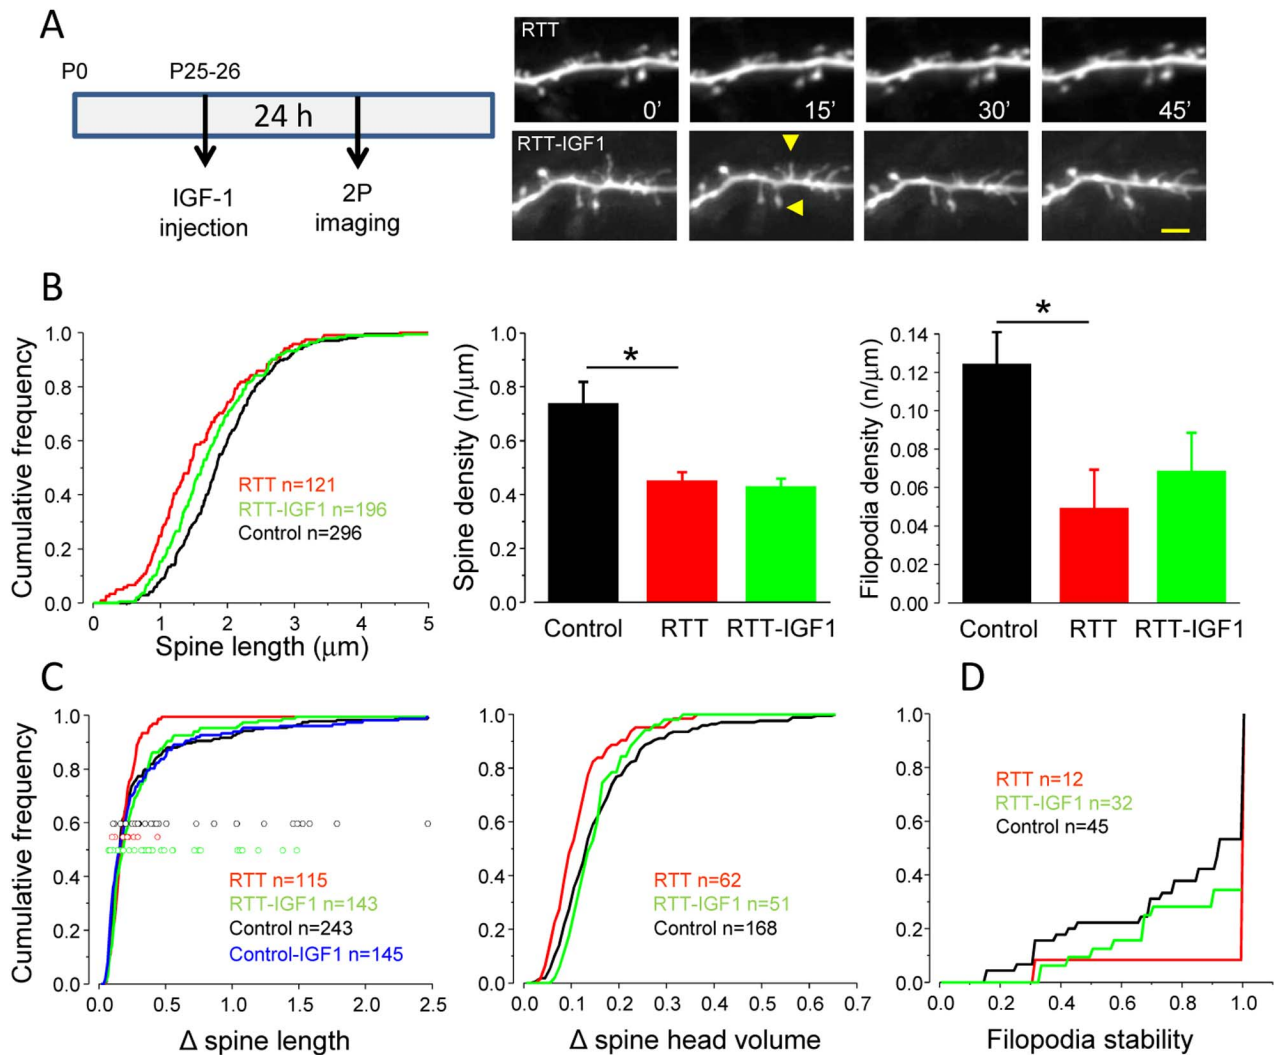 A
P0
P25-26
24 h
IGF-1
injection
2P
imaging
RTT
0’
15’
30’
45’
RTT-IGF1
B
Cumulative frequency
1.0
0.8
0.6
0.4
0.2
0.0
0
1
2
3
4
5
Spine length (μm)
RTT n=121
RTT-IGF1 n=196
Control n=296
Spine density (n/μm)
1.0
0.8
0.6
0.4
0.2
0.0
*
Control
RTT
RTT-IGF1
Filopodia density (n/μm)
0.14
0.12
0.10
0.08
0.06
0.04
0.02
0.00
*
Control
RTT
RTT-IGF1
C
Cumulative frequency
1.0
0.8
0.6
0.4
0.2
0.0
0.0
0.5
1.0
1.5
2.0
2.5
Δ spine length
RTT n=115
RTT-IGF1 n=143
Control n=243
Control-IGF1 n=145
1.0
0.8
0.6
0.4
0.2
0.0
0.0
0.1
0.2
0.3
0.4
0.5
0.6
0.7
Δ spine head volume
RTT n=62
RTT-IGF1 n=51
Control n=168
D
1.0
0.8
0.6
0.4
0.2
0.0
0.0
0.2
0.4
0.6
0.8
1.0
Filopodia stability
RTT n=12
RTT-IGF1 n=32
Control n=45